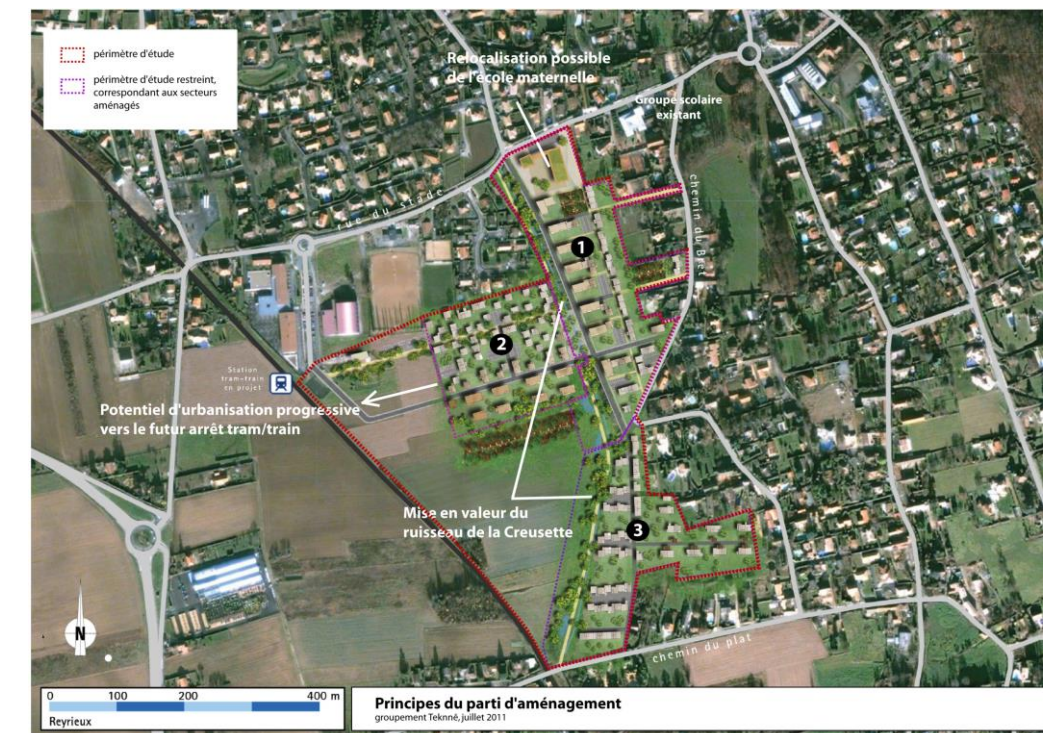 périmètre d'étude
périmètre d'étude restreint,
correspondant aux secteurs
aménagés
Relocalisation possible
de l'école maternelle
Groupe scolaire
existant
rue du stade
chemin du
1
2
Station
tram-train
en projet
Potentiel d'urbanisation progressive
vers le futur arrêt tram/train
Mise en valeur du
ruisseau de la Creusette
3
chemin du plat
N
0 100 200 400 m
Reyrieux
Principes du parti d'aménagement
groupement Teknné, juillet 2011